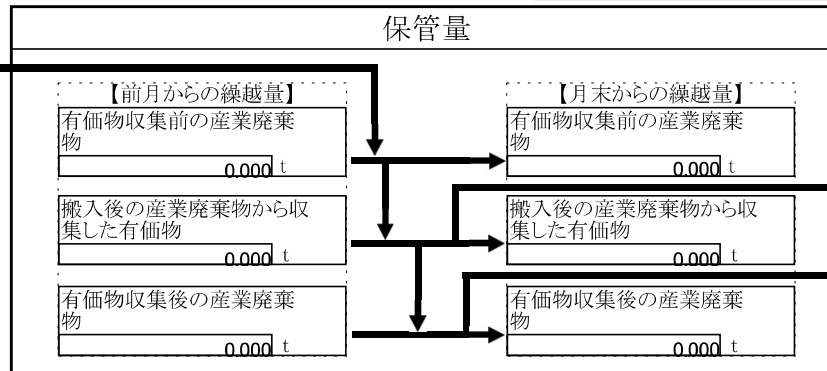 保管量
【前月からの繰越量】
有価物収集前の産業廃棄
物
0.000 t
搬入後の産業廃棄物から収
集した有価物
0.000 t
有価物収集後の産業廃棄
物
0.000 t
【月末からの繰越量】
有価物収集前の産業廃棄
物
0.000 t
搬入後の産業廃棄物から収
集した有価物
0.000 t
有価物収集後の産業廃棄
物
0.000 t